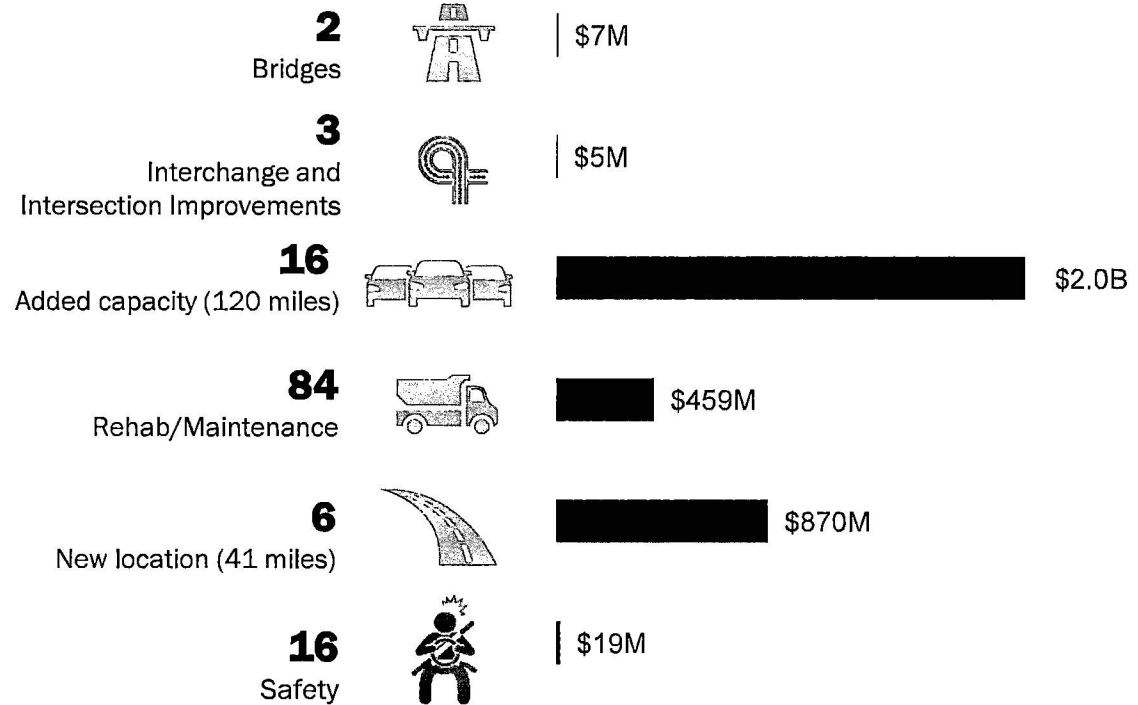 2
$7M
Bridges
3
$5M
Interchange and
Intersection Improvements
16
$2.0B
Added capacity (120 miles)
84
$459M
Rehab/Maintenance
6
$870M
New location (41 miles)
16
$19M
Safety